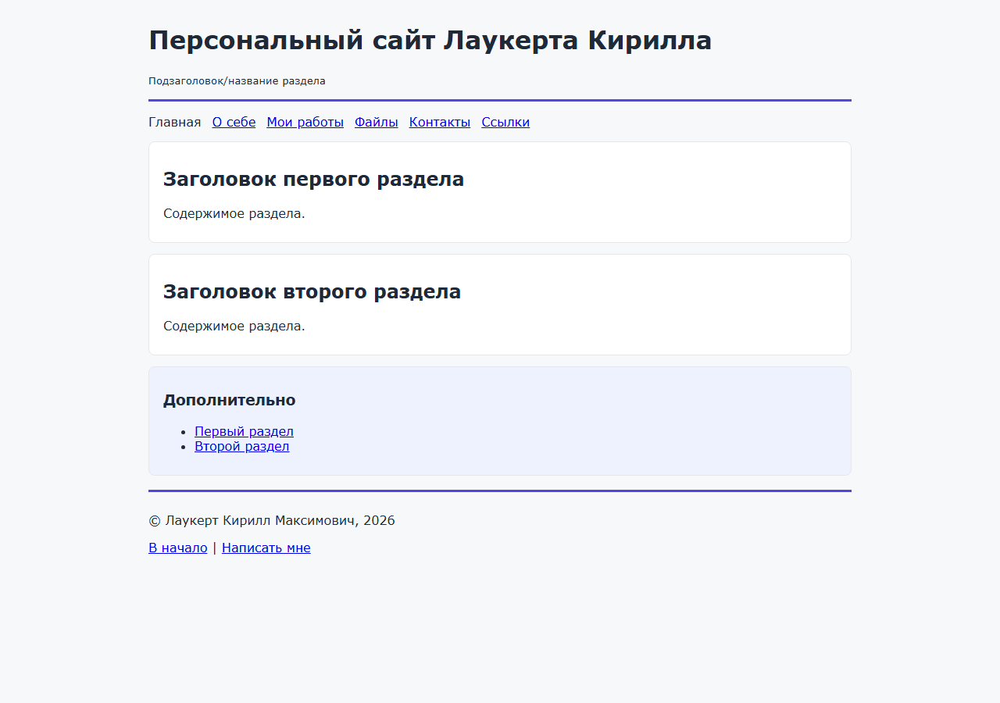 Персональный сайт Лаукерта Кирилла
Подзаголовок/название раздела
Главная О себе Мои работы Файлы Контакты Ссылки
Заголовок первого раздела
Содержимое раздела.
Заголовок второго раздела
Содержимое раздела.
Дополнительно
Первый раздел
Второй раздел
© Лаукерт Кирилл Максимович, 2026
В начало | Написать мне